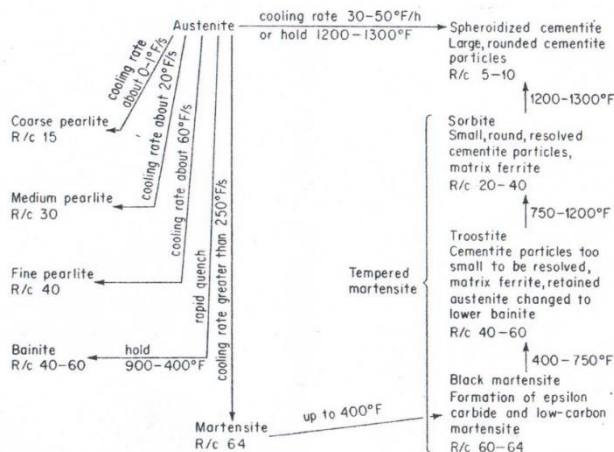 Austenite
cooling rate 30-50°F/h
or hold 1200-1300°F
Spheroidized cementite
Large, rounded cementite
particles
R/c 5-10
cooling rate
about 0-1°F/s
cooling rate about 20°F/s
cooling rate about 60°F/s
rapid quench
cooling rate greater than 250°F/s
Coarse pearlite
R/c 15
Medium pearlite
R/c 30
Fine pearlite
R/c 40
Bainite
R/c 40-60
hold
900-400°F
Martensite
R/c 64
up to 400°F
Tempered
martensite
1200-1300°F
Sorbite
Small, round, resolved
cementite particles,
matrix ferrite
R/c 20-40
750-1200°F
Troostite
Cementite particles too
small to be resolved,
matrix ferrite, retained
austenite changed to
lower bainite
R/c 40-60
400-750°F
Black martensite
Formation of epsilon
carbide and low-carbon
martensite
R/c 60-64